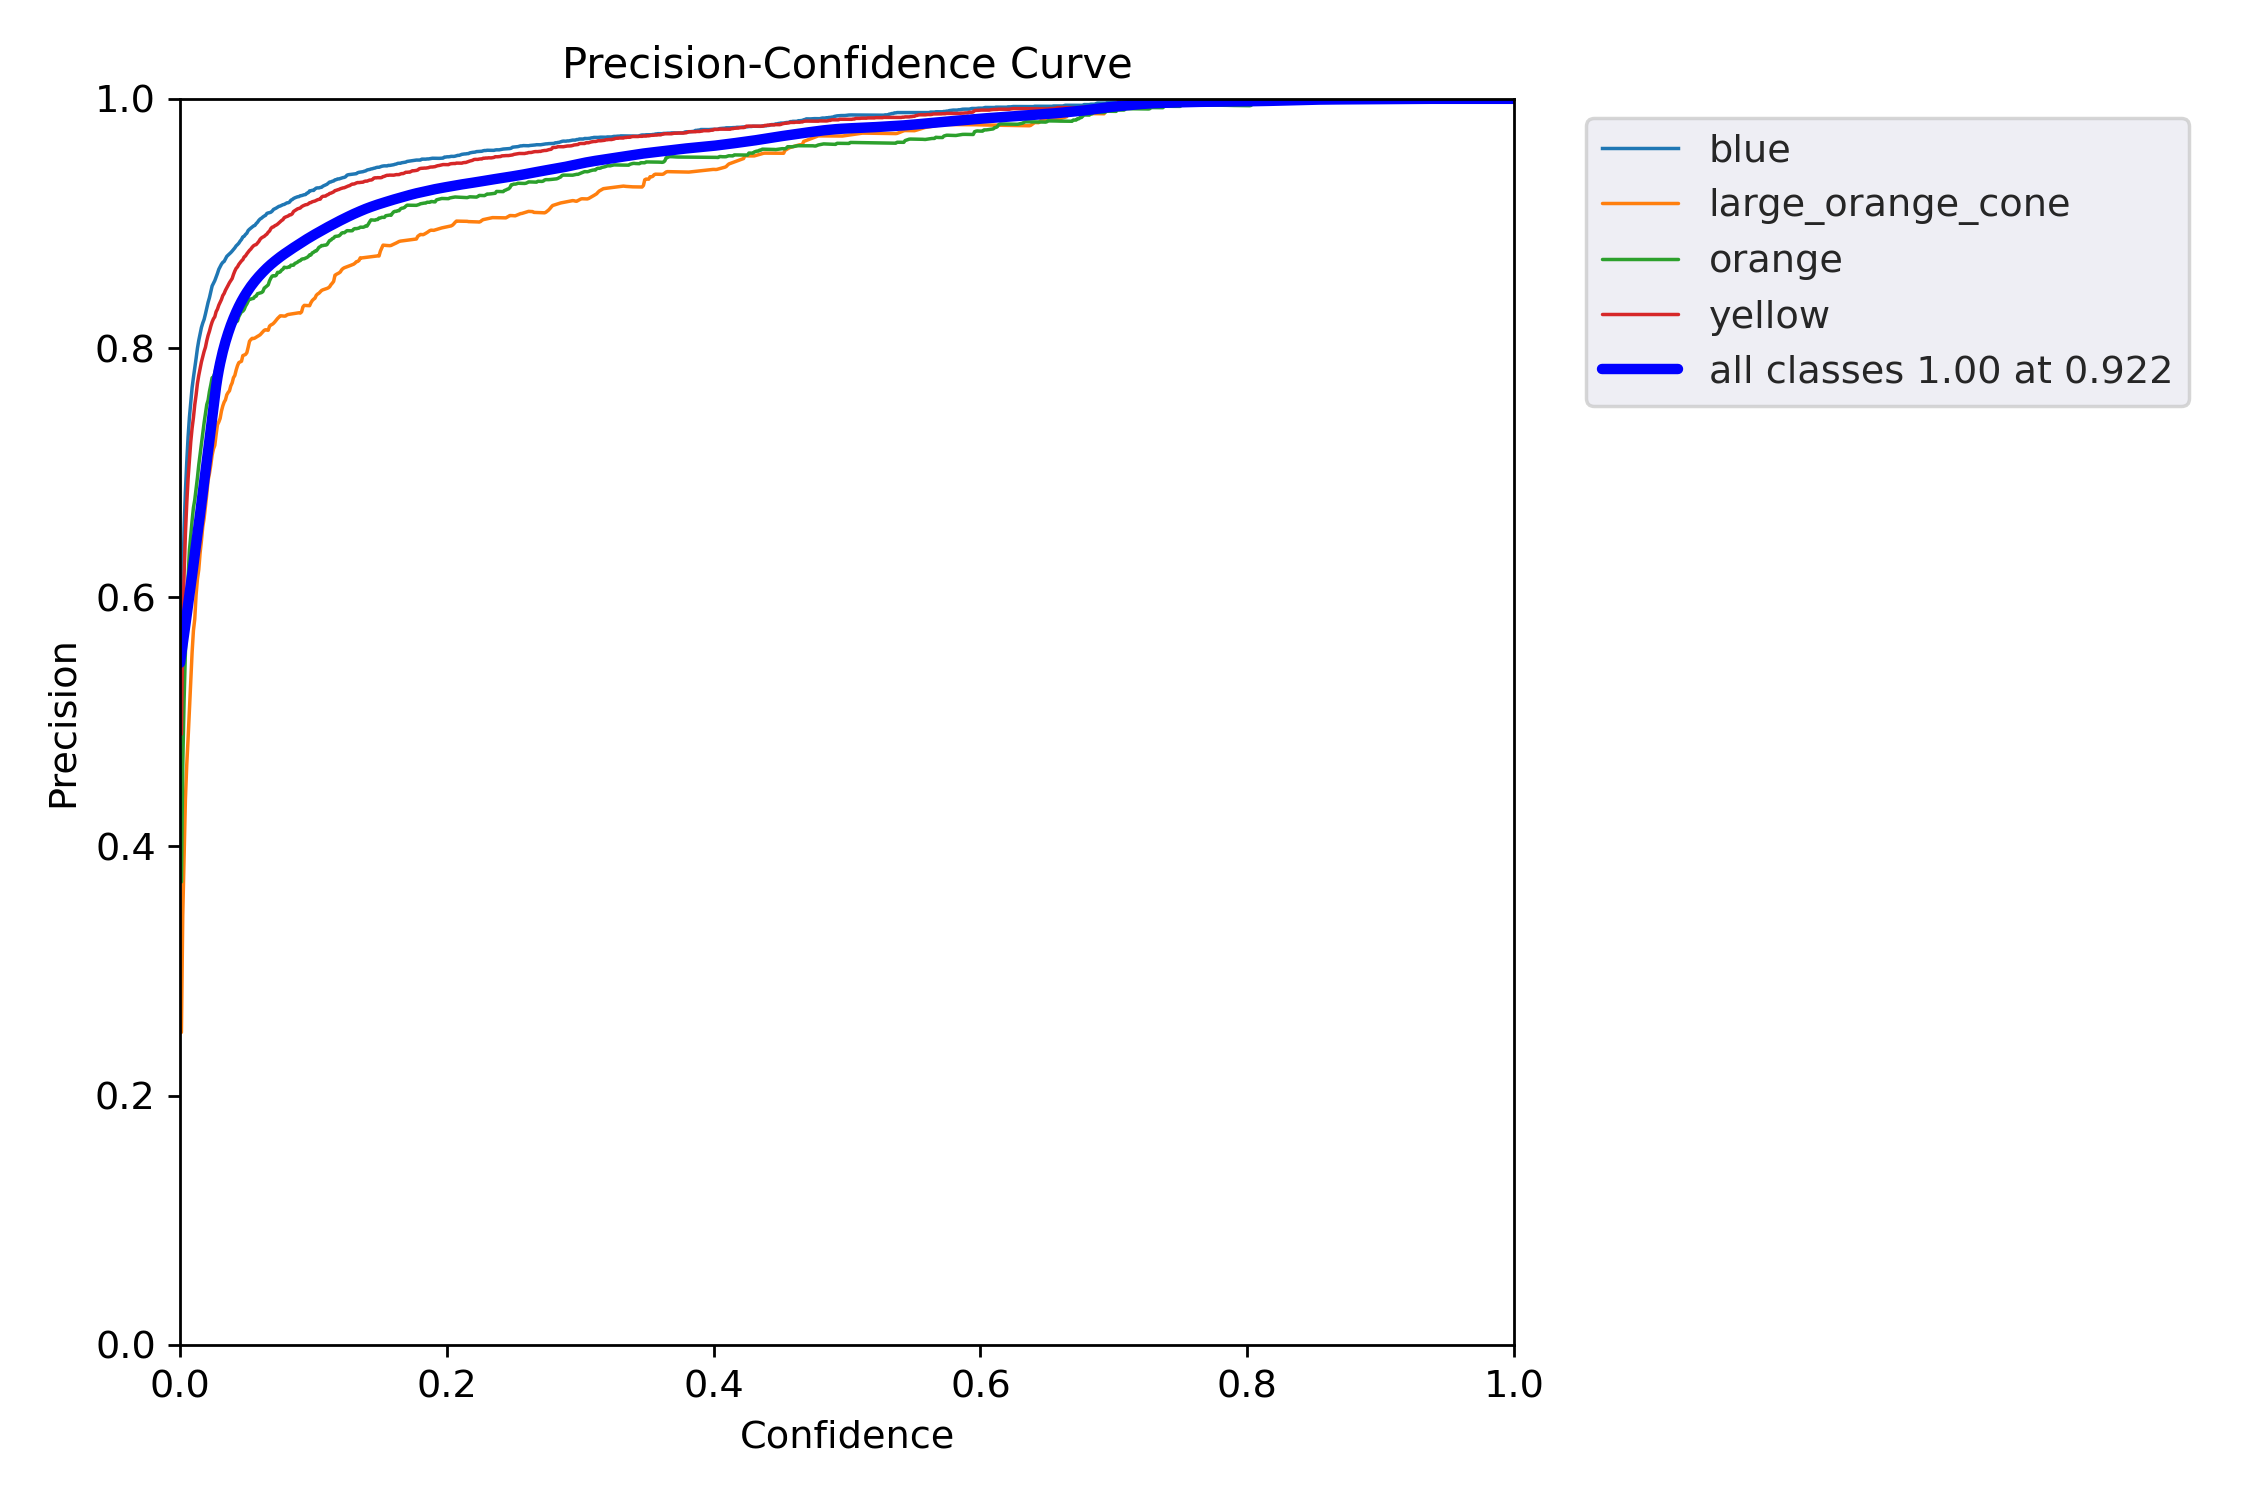 Precision-Confidence Curve
1.0
0.8
0.6
0.4
0.2
0.0
Precision
0.0 0.2 0.4 0.6 0.8 1.0
Confidence
blue
large_orange_cone
orange
yellow
all classes 1.00 at 0.922